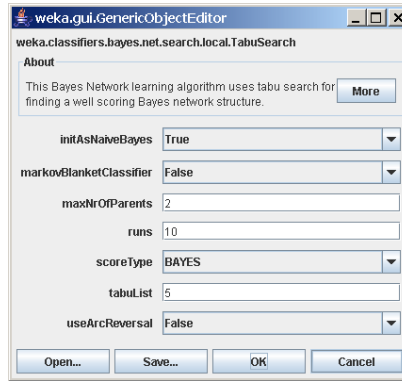 weka.gui.GenericObjectEditor
weka.classifiers.bayes.net.search.local.TabuSearch
About
This Bayes Network learning algorithm uses tabu search for
finding a well scoring Bayes network structure.
More
initAsNaiveBayes True
markovBlanketClassifier False
maxNrOfParents 2
runs 10
scoreType BAYES
tabuList 5
useArcReversal False
Open... Save... OK Cancel